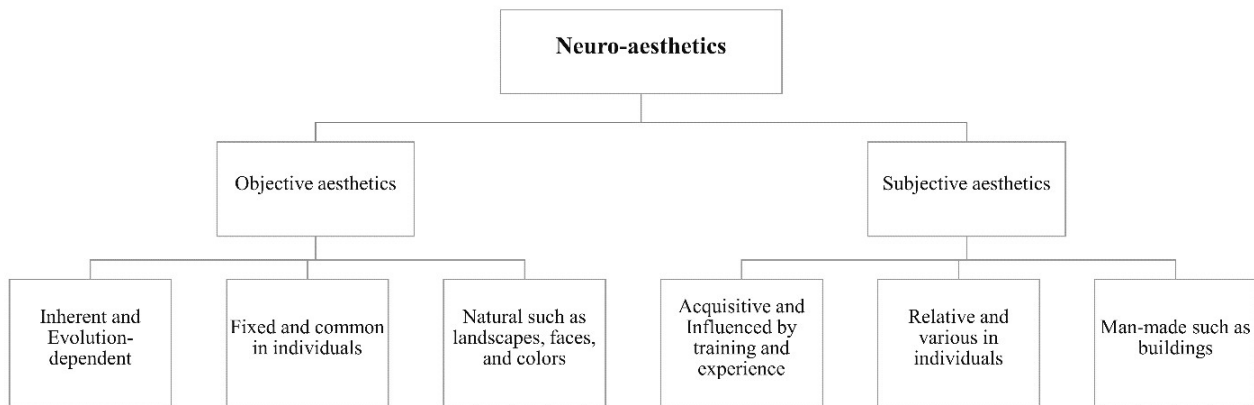 Neuro-aesthetics
Objective aesthetics
Subjective aesthetics
Inherent and
Evolution-
dependent
Fixed and common
in individuals
Natural such as
landscapes, faces,
and colors
Acquisitive and
Influenced by
training and
experience
Relative and
various in
individuals
Man-made such as
buildings